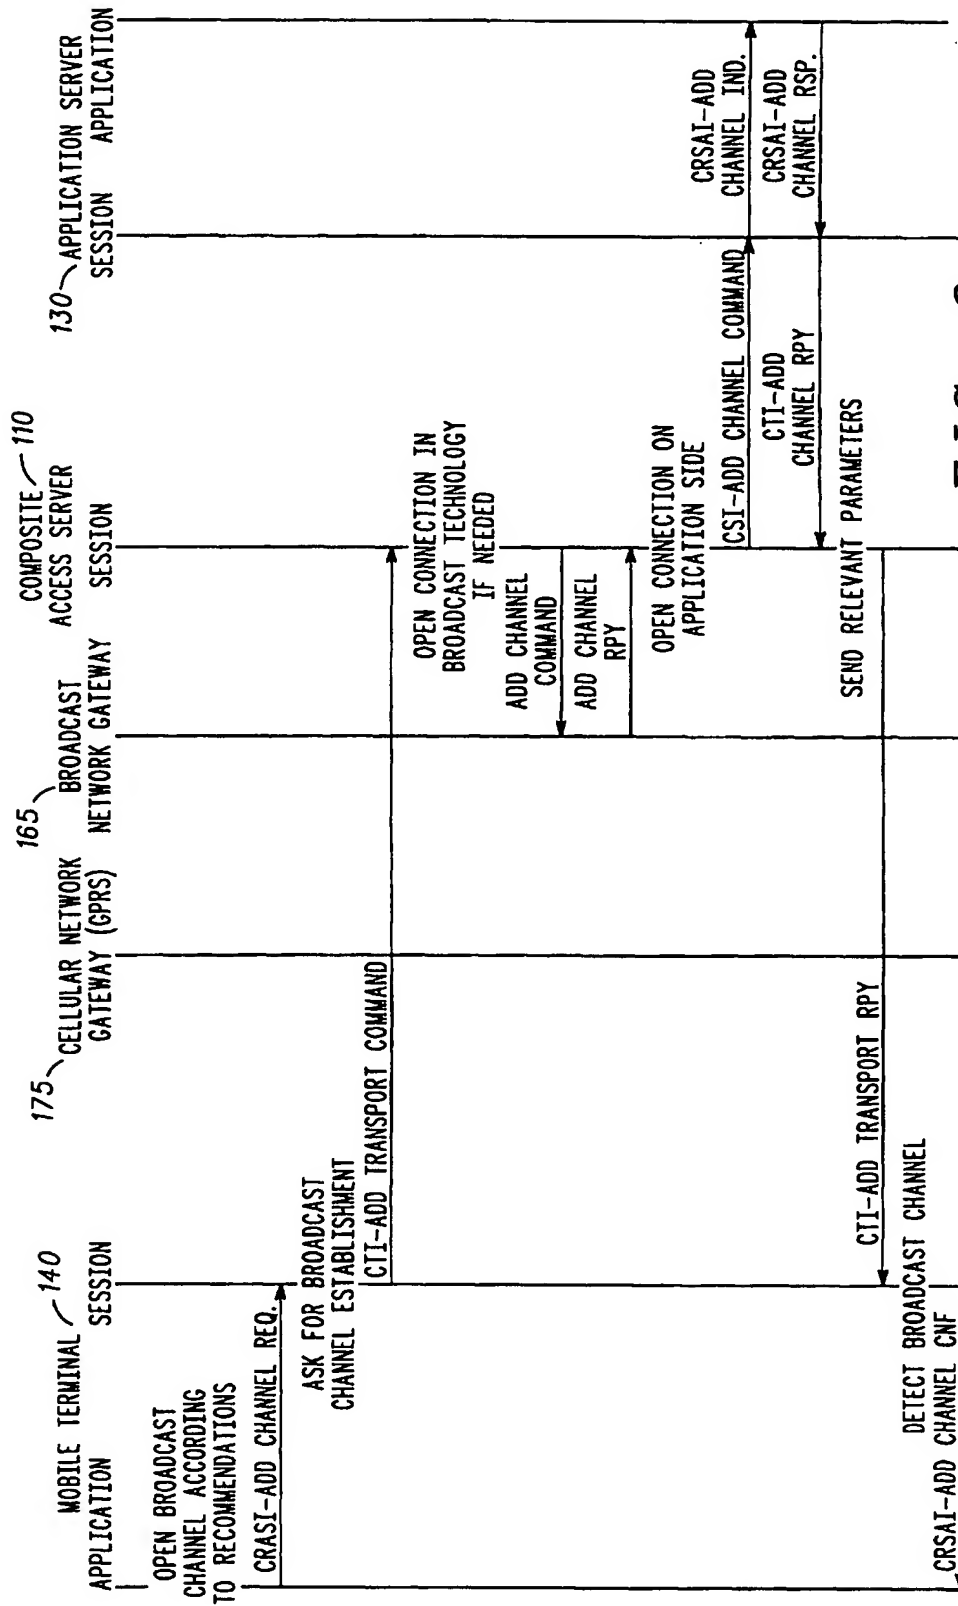 MOBILE TERMINAL 140
APPLICATION
SESSION
175 CELLULAR NETWORK
GATEWAY (GPRS)
165 BROADCAST
NETWORK GATEWAY
COMPOSITE 110
ACCESS SERVER
SESSION
130 APPLICATION SERVER
SESSION
APPLICATION
OPEN BROADCAST
CHANNEL ACCORDING
TO RECOMMENDATIONS
CRASI-ADD CHANNEL REQ.
ASK FOR BROADCAST
CHANNEL ESTABLISHMENT
CTI-ADD TRANSPORT COMMAND
OPEN CONNECTION IN
BROADCAST TECHNOLOGY
IF NEEDED
ADD CHANNEL
COMMAND
ADD CHANNEL
RPY
OPEN CONNECTION ON
APPLICATION SIDE
CSI-ADD CHANNEL COMMAND
CRSAI-ADD
CHANNEL IND.
CRSAI-ADD
CHANNEL RSP.
CTI-ADD
CHANNEL RPY
SEND RELEVANT PARAMETERS
CTI-ADD TRANSPORT RPY
DETECT BROADCAST CHANNEL
CRSAI-ADD CHANNEL CNF